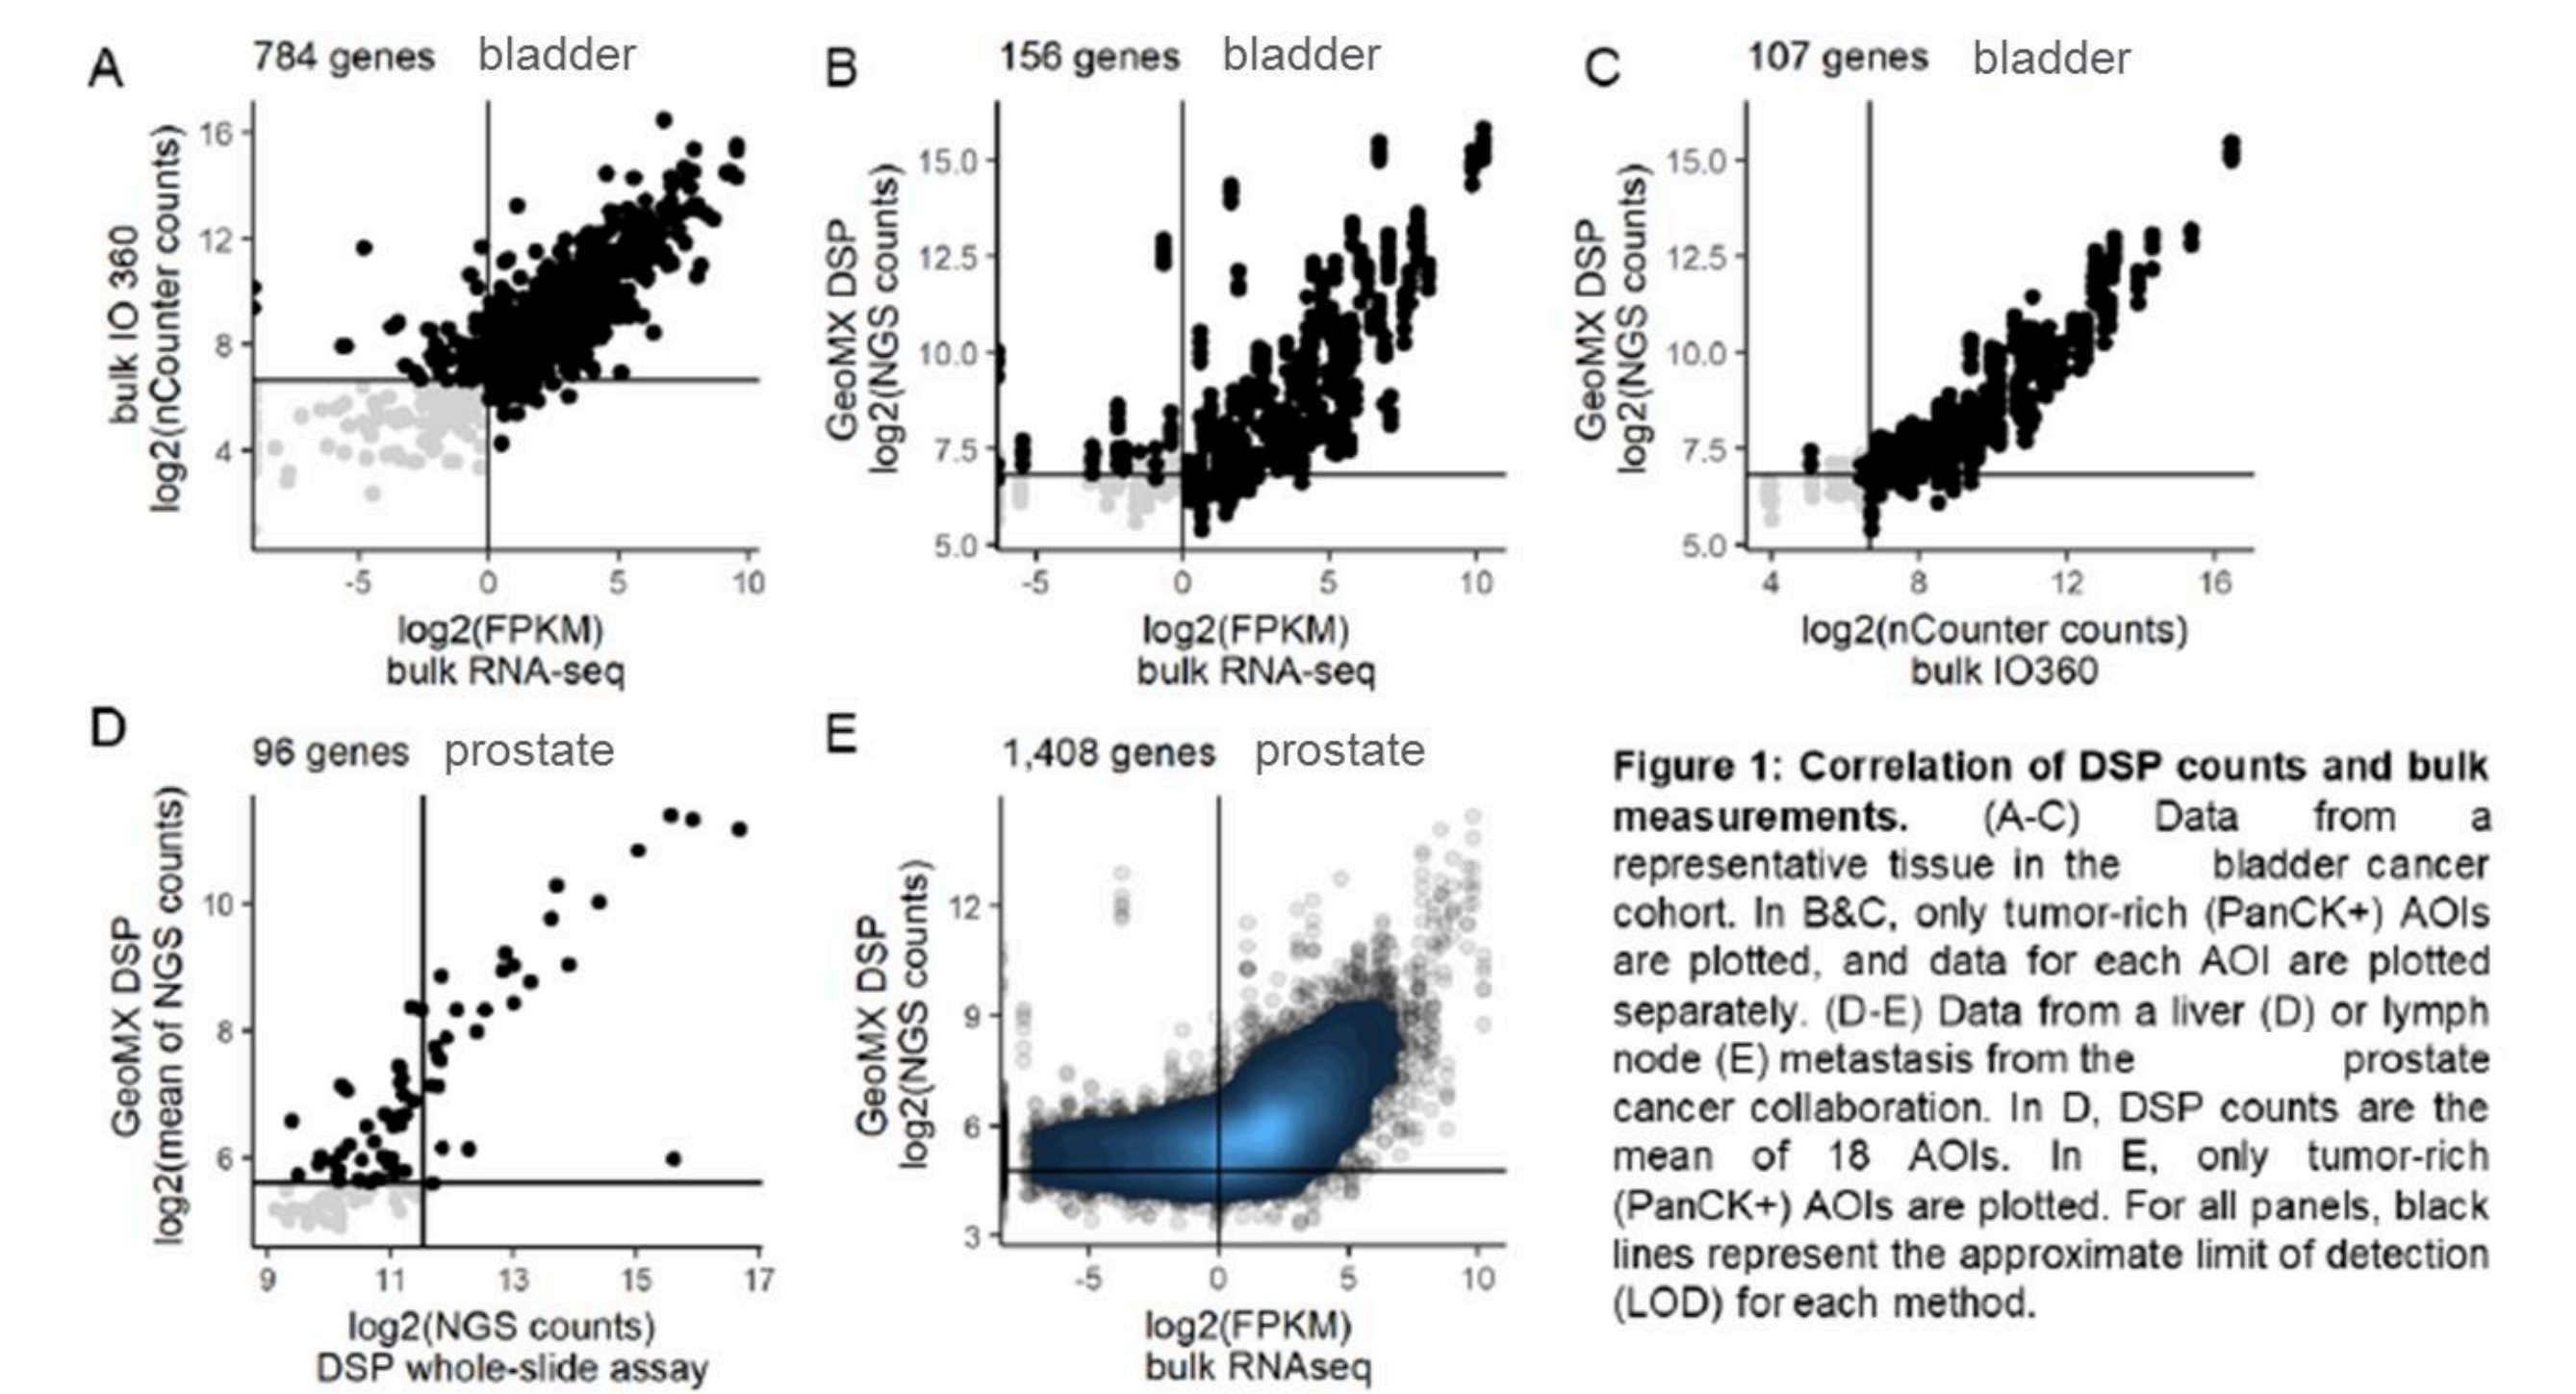 A
784 genes bladder
bulk IO 360
log2(nCounter counts)
16
12
8
4
-5 0 5 10
log2(FPKM)
bulk RNA-seq
B
156 genes bladder
GeoMX DSP
log2(NGS counts)
15.0
12.5
10.0
7.5
5.0
-5 0 5 10
log2(FPKM)
bulk RNA-seq
C
107 genes bladder
GeoMX DSP
log2(NGS counts)
15.0
12.5
10.0
7.5
5.0
4 8 12 16
log2(nCounter counts)
bulk IO360
D
96 genes prostate
GeoMX DSP
log2(mean of NGS counts)
10
8
6
9 11 13 15 17
log2(NGS counts)
DSP whole-slide assay
E
1,408 genes prostate
GeoMX DSP
log2(NGS counts)
12
9
6
3
-5 0 5 10
log2(FPKM)
bulk RNAseq
Figure 1: Correlation of DSP counts and bulk
measurements. (A-C) Data from a
representative tissue in the bladder cancer
cohort. In B&C, only tumor-rich (PanCK+) AOIs
are plotted, and data for each AOI are plotted
separately. (D-E) Data from a liver (D) or lymph
node (E) metastasis from the prostate
cancer collaboration. In D, DSP counts are the
mean of 18 AOIs. In E, only tumor-rich
(PanCK+) AOIs are plotted. For all panels, black
lines represent the approximate limit of detection
(LOD) for each method.